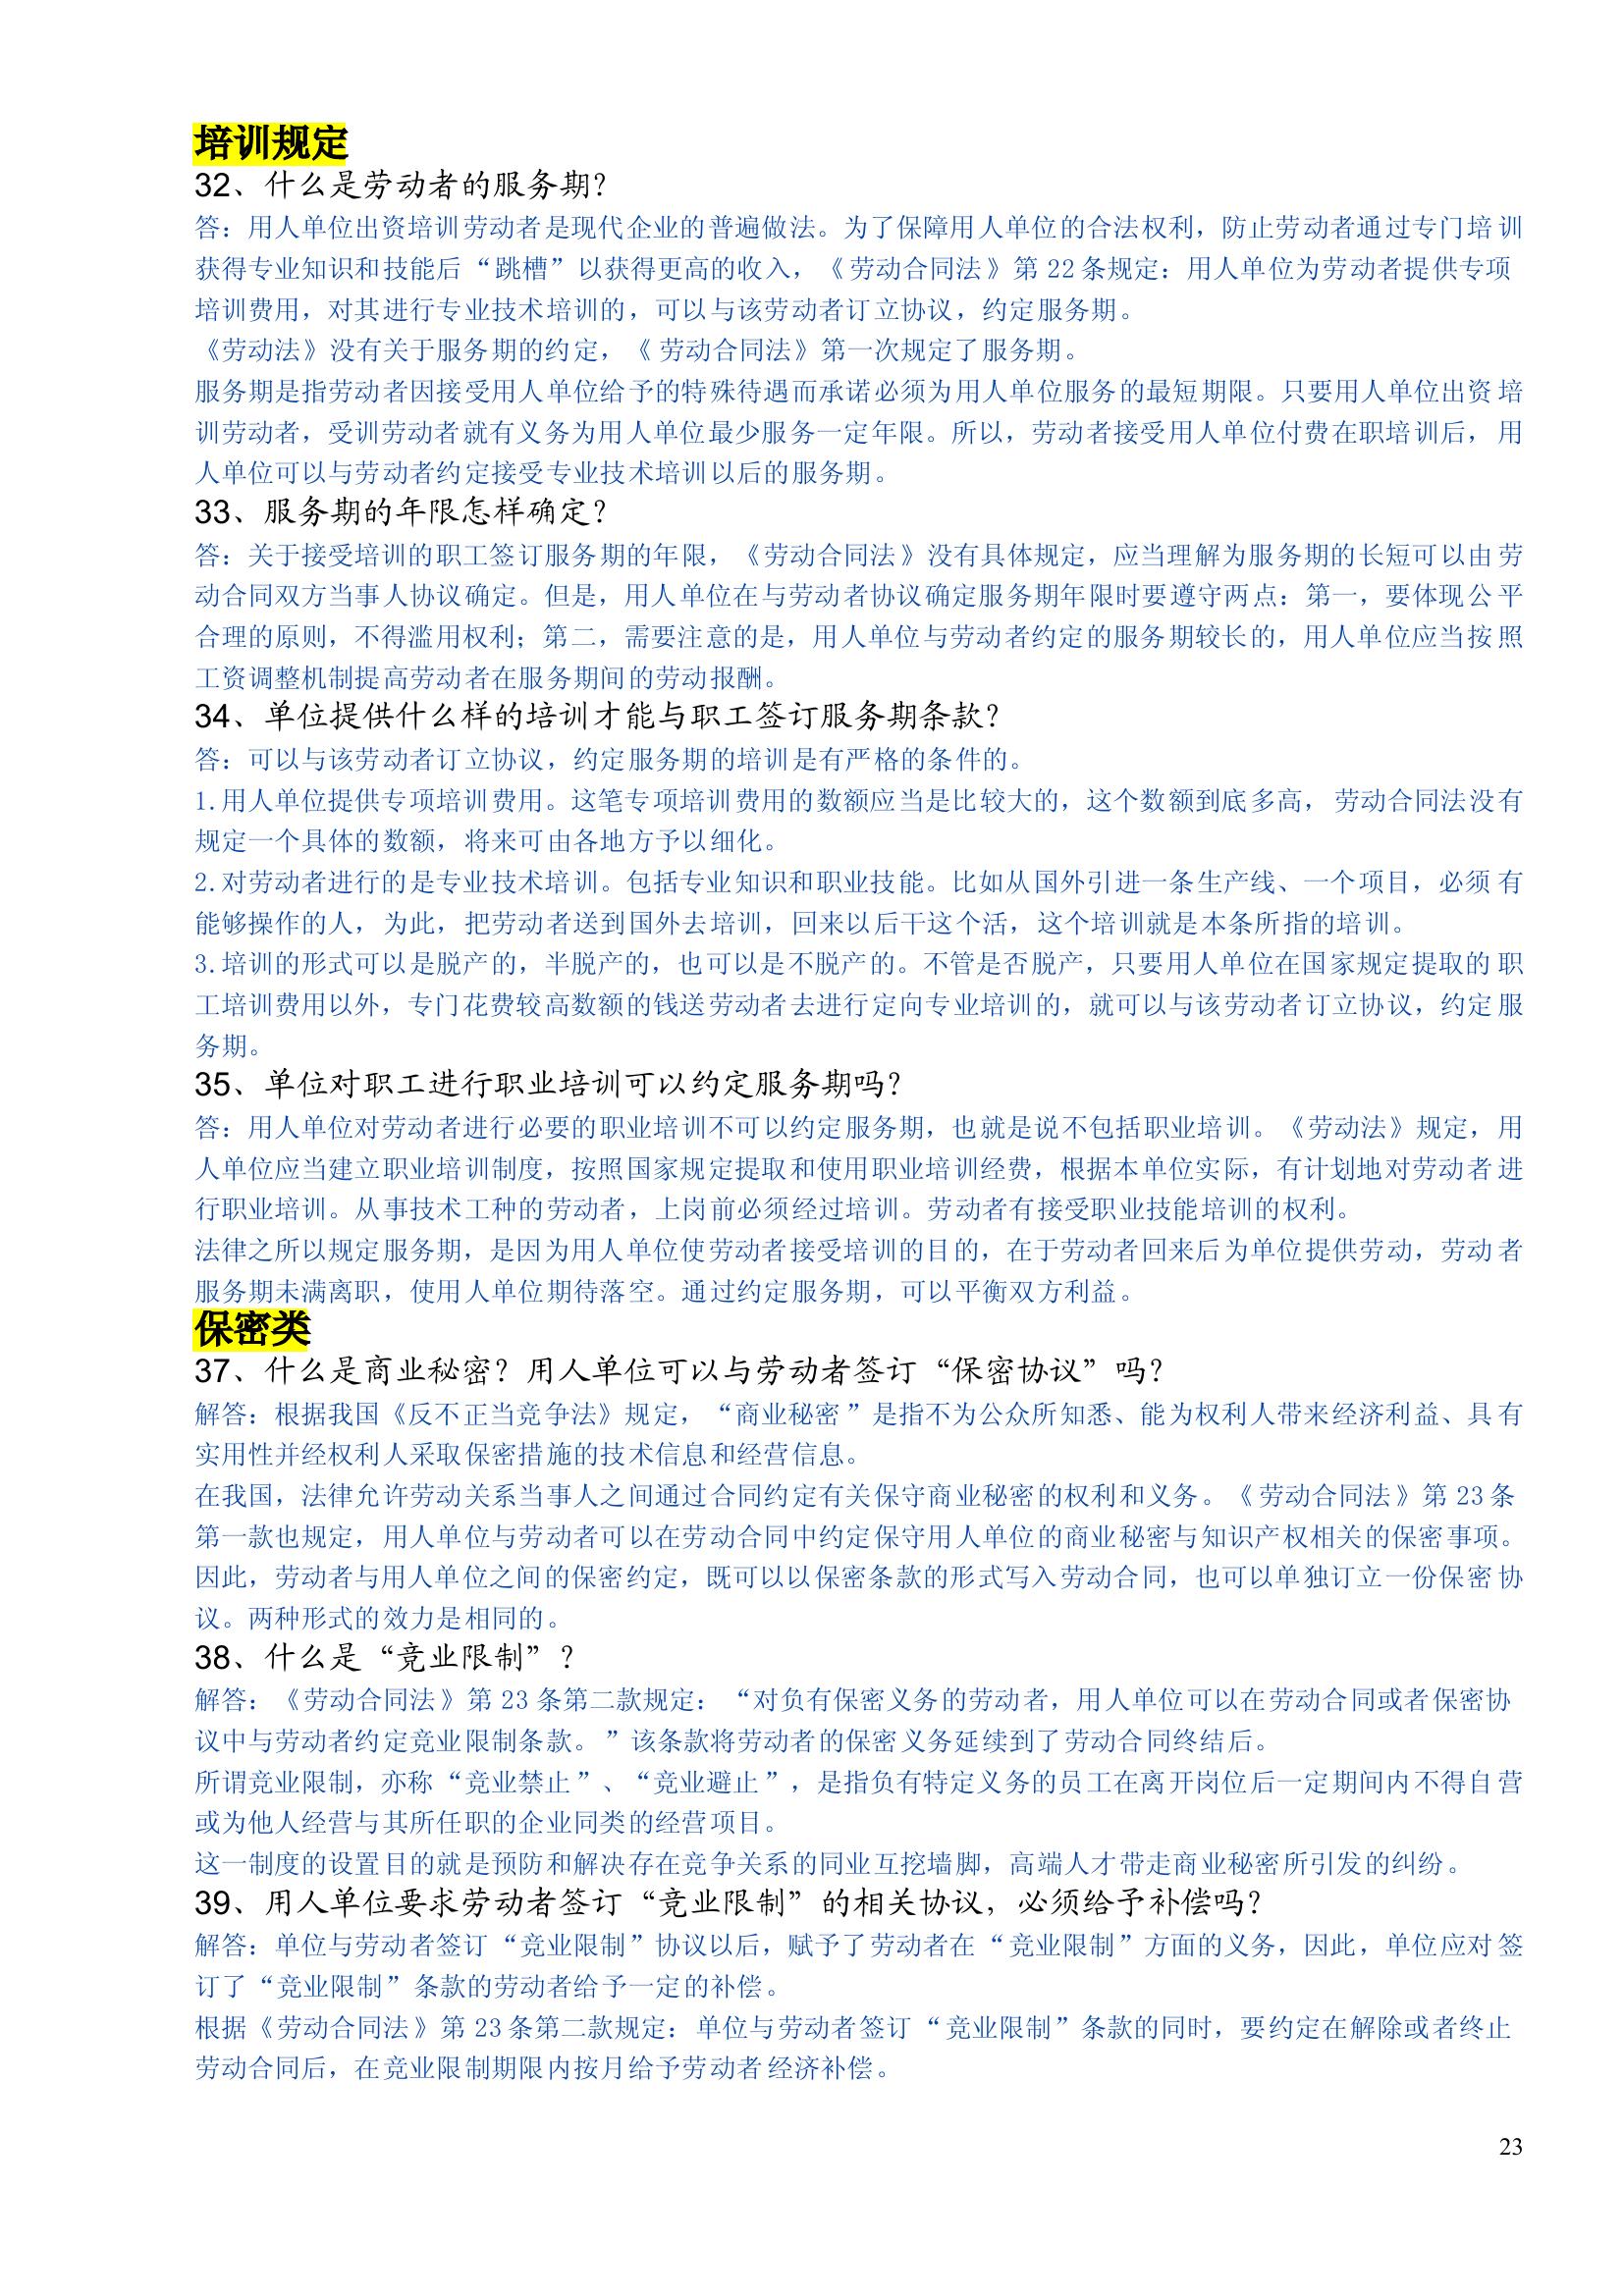 培训规定
32、什么是劳动者的服务期?
答：用人单位出资培训劳动者是现代企业的普遍做法。为了保障用人单位的合法权利，防止劳动者通过专门培训
获得专业知识和技能后“跳槽”以获得更高的收入，《劳动合同法》第 22 条规定：用人单位为劳动者提供专项
培训费用，对其进行专业技术培训的，可以与该劳动者订立协议，约定服务期。
《劳动法》没有关于服务期的约定，《劳动合同法》第一次规定了服务期。
服务期是指劳动者因接受用人单位给予的特殊待遇而承诺必须为用人单位服务的最短期限。只要用人单位出资培
训劳动者，受训劳动者就有义务为用人单位最少服务一定年限。所以，劳动者接受用人单位付费在职培训后，用
人单位可以与劳动者约定接受专业技术培训以后的服务期。
33、服务期的年限怎样确定?
答：关于接受培训的职工签订服务期的年限，《劳动合同法》没有具体规定，应当理解为服务期的长短可以由劳
动合同双方当事人协议确定。但是，用人单位在与劳动者协议确定服务期年限时要遵守两点：第一，要体现公平
合理的原则，不得滥用权利；第二，需要注意的是，用人单位与劳动者约定的服务期较长的，用人单位应当按照
工资调整机制提高劳动者在服务期间的劳动报酬。
34、单位提供什么样的培训才能与职工签订服务期条款?
答：可以与该劳动者订立协议，约定服务期的培训是有严格的条件的。
1.用人单位提供专项培训费用。这笔专项培训费用的数额应当是比较大的，这个数额到底多高，劳动合同法没有
规定一个具体的数额，将来可由各地方予以细化。
2.对劳动者进行的是专业技术培训。包括专业知识和职业技能。比如从国外引进一条生产线、一个项目，必须有
能够操作的人，为此，把劳动者送到国外去培训，回来以后干这个活，这个培训就是本条所指的培训。
3.培训的形式可以是脱产的，半脱产的，也可以是不脱产的。不管是否脱产，只要用人单位在国家规定提取的职
工培训费用以外，专门花费较高数额的钱送劳动者去进行定向专业培训的，就可以与该劳动者订立协议，约定服
务期。
35、单位对职工进行职业培训可以约定服务期吗?
答：用人单位对劳动者进行必要的职业培训不可以约定服务期，也就是说不包括职业培训。《劳动法》规定，用
人单位应当建立职业培训制度，按照国家规定提取和使用职业培训经费，根据本单位实际，有计划地对劳动者进
行职业培训。从事技术工种的劳动者，上岗前必须经过培训。劳动者有接受职业技能培训的权利。
法律之所以规定服务期，是因为用人单位使劳动者接受培训的目的，在于劳动者回来后为单位提供劳动，劳动者
服务期未满离职，使用人单位期待落空。通过约定服务期，可以平衡双方利益。
保密类
37、什么是商业秘密? 用人单位可以与劳动者签订“保密协议”吗?
解答：根据我国《反不正当竞争法》规定，“商业秘密”是指不为公众所知悉、能为权利人带来经济利益、具有
实用性并经权利人采取保密措施的技术信息和经营信息。
在我国，法律允许劳动关系当事人之间通过合同约定有关保守商业秘密的权利和义务。《劳动合同法》第 23 条
第一款也规定，用人单位与劳动者可以在劳动合同中约定保守用人单位的商业秘密与知识产权相关的保密事项。
因此，劳动者与用人单位之间的保密约定，既可以以保密条款的形式写入劳动合同，也可以单独订立一份保密协
议。两种形式的效力是相同的。
38、什么是“竞业限制”?
解答：《劳动合同法》第 23 条第二款规定：“对负有保密义务的劳动者，用人单位可以在劳动合同或者保密协
议中与劳动者约定竞业限制条款。”该条款将劳动者的保密义务延续到了劳动合同终结后。
所谓竞业限制，亦称“竞业禁止”、“竞业避止”，是指负有特定义务的员工在离开岗位后一定期间内不得自营
或为他人经营与其所任职的企业同类的经营项目。
这一制度的设置目的就是预防和解决存在竞争关系的同业互挖墙脚，高端人才带走商业秘密所引发的纠纷。
39、用人单位要求劳动者签订“竞业限制”的相关协议，必须给予补偿吗?
解答：单位与劳动者签订“竞业限制”协议以后，赋予了劳动者在“竞业限制”方面的义务，因此，单位应对签
订了“竞业限制”条款的劳动者给予一定的补偿。
根据《劳动合同法》第 23 条第二款规定：单位与劳动者签订“竞业限制”条款的同时，要约定在解除或者终止
劳动合同后，在竞业限制期限内按月给予劳动者经济补偿。
23